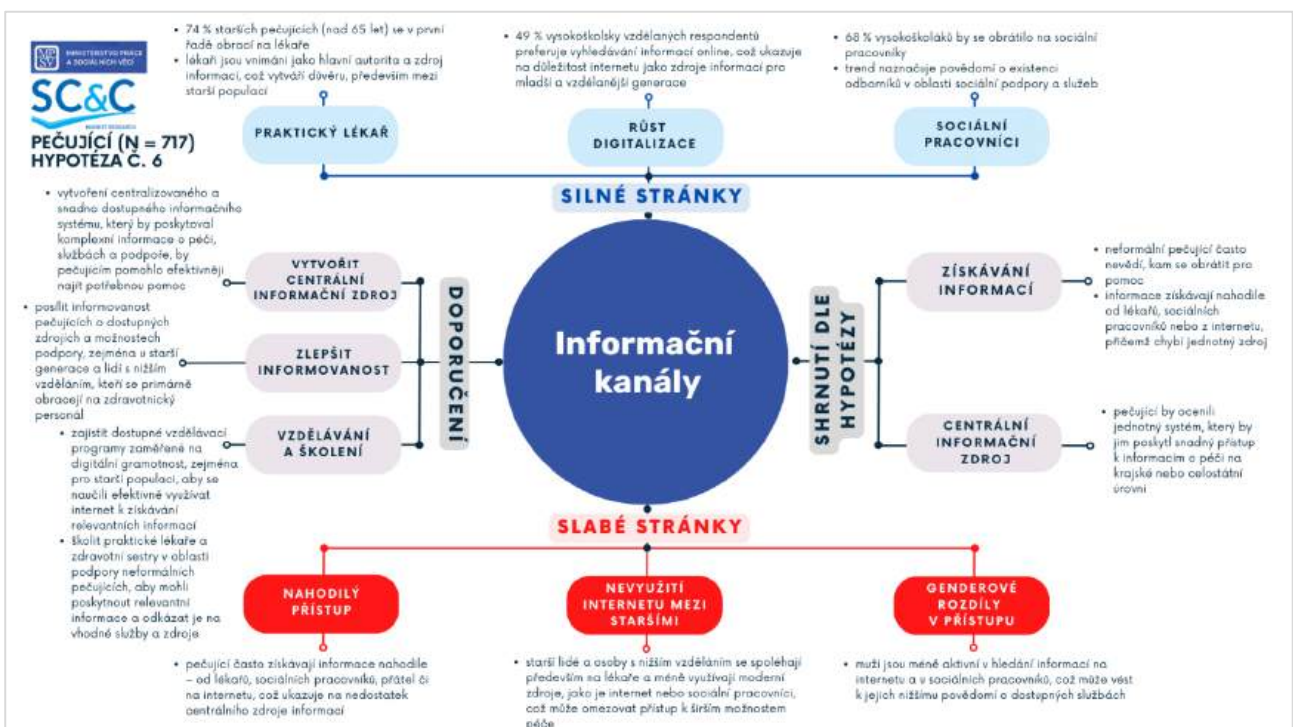 MINISTERSTVO PRÁCE
A SOCIÁLNÍCH VĚCÍ
SC&C
MARKET RESEARCH
PEČUJÍCÍ (N = 717)
HYPOTÉZA Č. 6
• 74 % starších pečujících (nad 65 let) se v první
řadě obrací na lékaře
• lékaři jsou vnímání jako hlavní autorita a zdroj
informací, což vytváří důvěru, především mezi
starší populací
• 49 % vysokoškolsky vzdělaných respondentů
preferuje vyhledávání informací online, což ukazuje
na důležitost internetu jako zdroje informací pro
mladší a vzdělanější generace
• 68 % vysokoškoláků by se obrátilo na sociální
pracovníky
• trend naznačuje povědomí o existenci
odborníků v oblasti sociální podpory a služeb
PRAKTICKÝ LÉKAŘ
RŮST
DIGITALIZACE
SOCIÁLNÍ
PRACOVNÍCI
SILNÉ STRÁNKY
• vytvoření centralizovaného a
snadno dostupného informačního
systému, který by poskytoval
komplexní informace o péči,
službách a podpoře, by
pečujícím pomohlo efektivněji
najít potřebnou pomoc
• posílit informovanost
pečujících o dostupných
zdrojích a možnostech
podpory, zejména u starší
generace a lidí s nižším
vzděláním, kteří se primárně
obracejí na zdravotnický
personál
• zajistit dostupné vzdělávací
programy zaměřené na
digitální gramotnost, zejména
pro starší populaci, aby se
naučili efektivně využívat
internet k získávání
relevantních informací
• školit praktické lékaře a
zdravotní sestry v oblasti
podpory neformálních
pečujících, aby mohli
poskytnout relevantní
informace a odkázat je na
vhodné služby a zdroje
VYTVOŘIT
CENTRÁLNÍ
INFORMAČNÍ ZDROJ
ZLEPŠIT
INFORMOVANOST
VZDĚLÁVÁNÍ
A ŠKOLENÍ
DOPORUČENÍ
Informační
kanály
SHRNUTÍ DLE
HYPOTÉZY
ZÍSKÁVÁNÍ
INFORMACÍ
CENTRÁLNÍ
INFORMAČNÍ
ZDROJ
• neformální pečující často
nevědí, kam se obrátit pro
pomoc
• informace získávají nahodile
od lékařů, sociálních
pracovníků nebo z internetu,
přičemž chybí jednotný zdroj
• pečující by ocenili
jednotný systém, který by
jim poskytl snadný přístup
k informacím o péči na
krajské nebo celostátní
úrovni
SLABÉ STRÁNKY
NAHODILÝ
PŘÍSTUP
NEVYUŽITÍ
INTERNETU MEZI
STARŠÍMI
GENDEROVÉ
ROZDÍLY
V PŘÍSTUPU
• pečující často získávají informace nahodile
– od lékařů, sociálních pracovníků, přátel či
na internetu, což ukazuje na nedostatek
centrálního zdroje informací
• starší lidé a osoby s nižším vzděláním se spoléhají
především na lékaře a méně využívají moderní
zdroje, jako je internet nebo sociální pracovníci,
což může omezovat přístup k širším možnostem
péče
• muži jsou méně aktivní v hledání informací na
internetu a u sociálních pracovníků, což může vést
k jejich nižšímu povědomí o dostupných službách